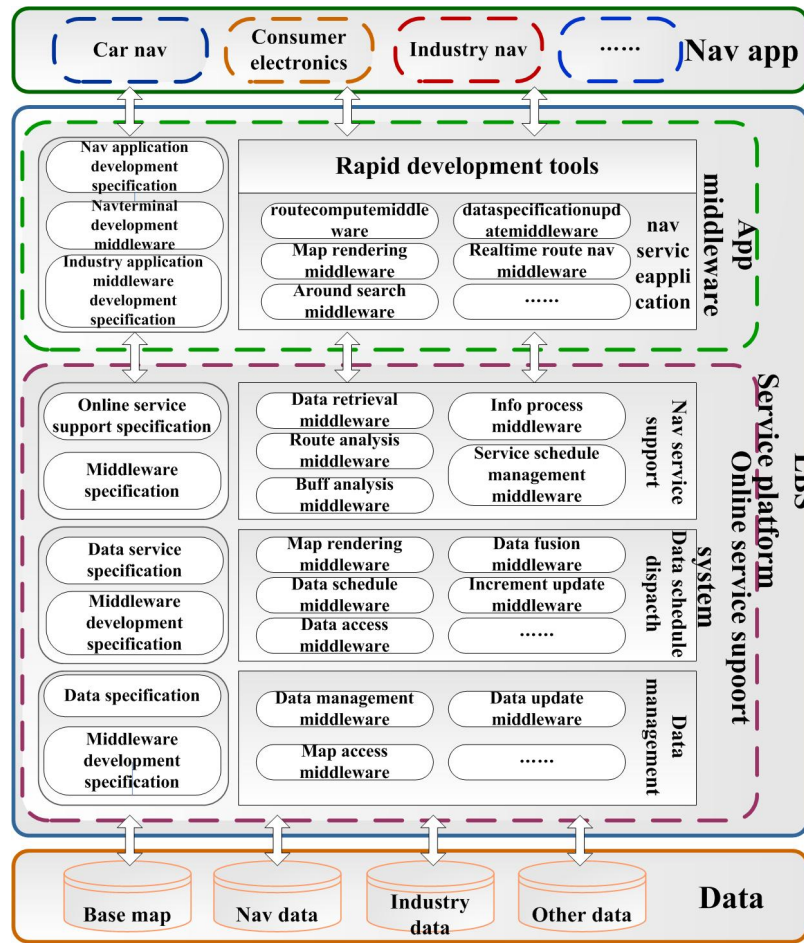 Car nav
Consumer
electronics
Industry nav
......
Nav app
Nav application
development
specification
Navterminal
development
middleware
Industry application
middleware
development
specification
Rapid development tools
routecomputemiddle
ware
Map rendering
middleware
Around search
middleware
dataspecificationupd
atemiddleware
Realtime route nav
middleware
......
nav
servic
eappli
cation
App
middleware
Online service
support specification
Middleware
specification
Data retrieval
middleware
Route analysis
middleware
Buff analysis
middleware
Info process
middleware
Service schedule
management
middleware
Nav service
support
Data service
specification
Middleware
development
specification
Map rendering
middleware
Data schedule
middleware
Data access
middleware
Data fusion
middleware
Increment update
middleware
......
Data schedule
dispacth
system
Data specification
Middleware
development
specification
Data management
middleware
Map access
middleware
Data update
middleware
......
Data
management
LBS
Service platform
Online service supoort
Base map
Nav data
Industry
data
Other data
Data